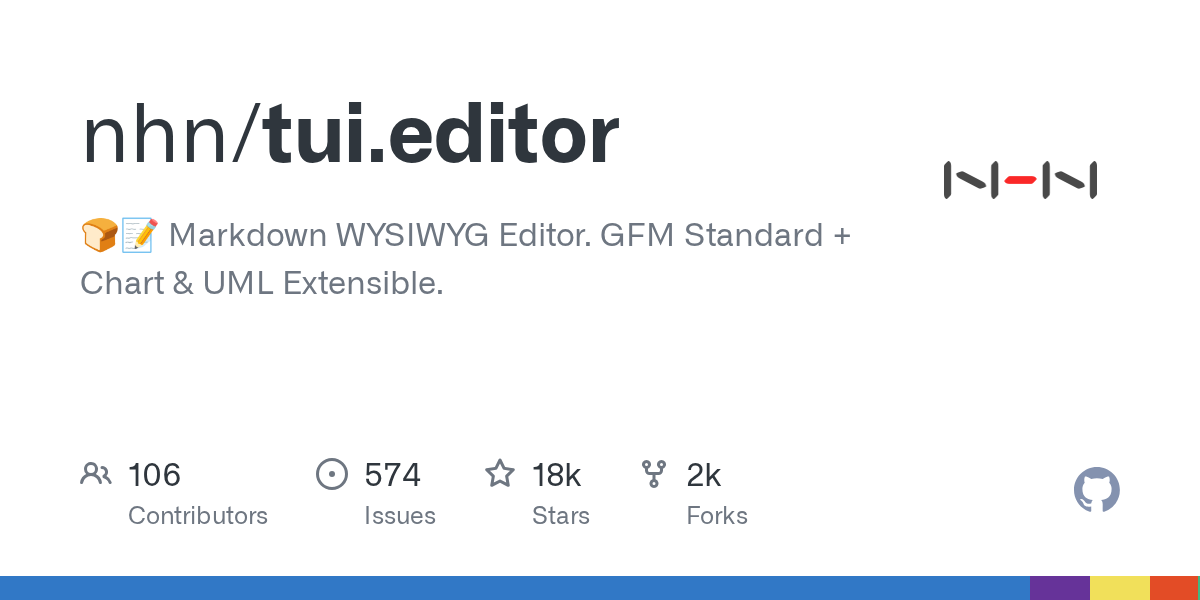 nhn/tui.editor
🍞📝 Markdown WYSIWYG Editor. GFM Standard +
Chart & UML Extensible.
NHN
106 574 18k 2k
Contributors Issues Stars Forks